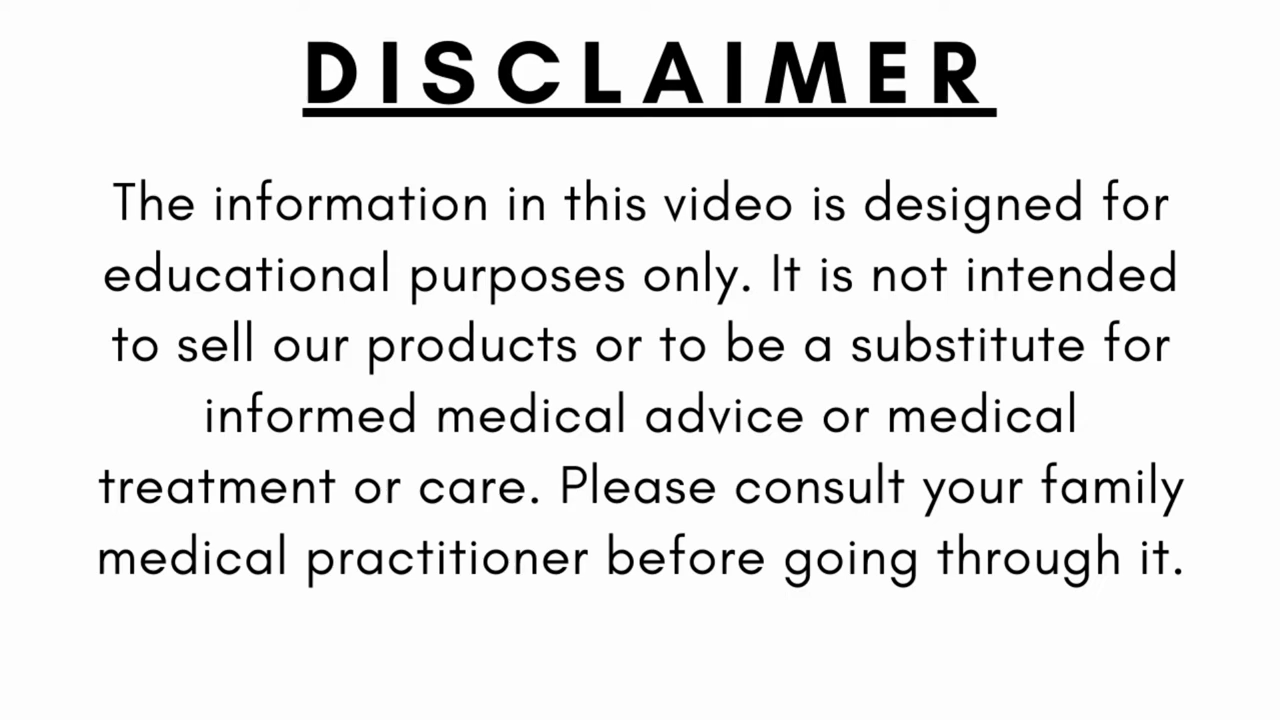 DISCLAIMER
The information in this video is designed for
educational purposes only. It is not intended
to sell our products or to be a substitute for
informed medical advice or medical
treatment or care. Please consult your family
medical practitioner before going through it.